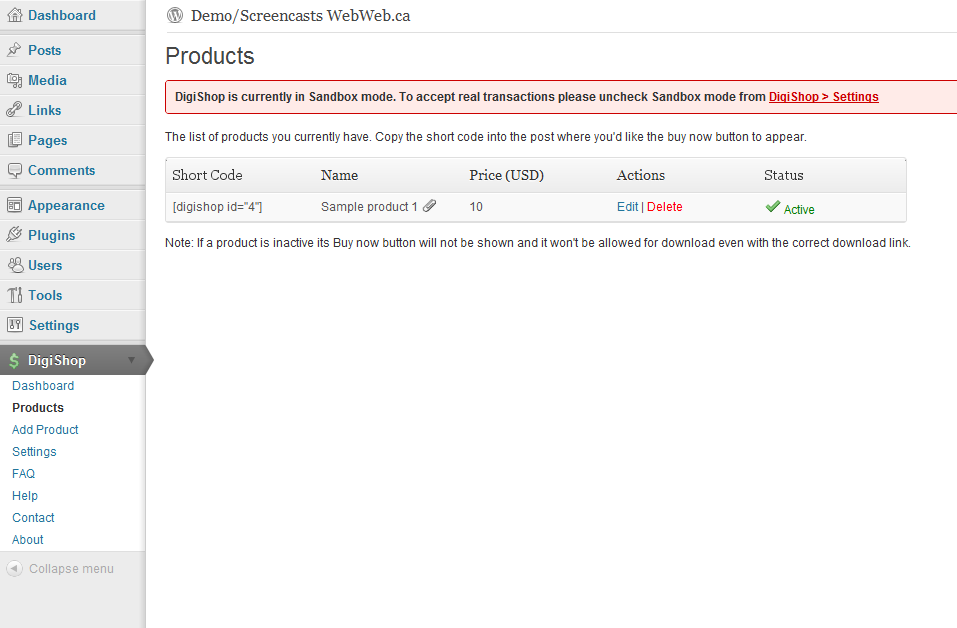 Dashboard
Posts
Media
Links
Pages
Comments
Appearance
Plugins
Users
Tools
Settings
DigiShop
Dashboard
Products
Add Product
Settings
FAQ
Help
Contact
About
Collapse menu
Demo/Screencasts WebWeb.ca
Products
DigiShop is currently in Sandbox mode. To accept real transactions please uncheck Sandbox mode from DigiShop > Settings
The list of products you currently have. Copy the short code into the post where you'd like the buy now button to appear.
Short Code Name Price (USD) Actions Status
[digishop id="4"] Sample product 1 10 Edit | Delete Active
Note: If a product is inactive its Buy now button will not be shown and it won't be allowed for download even with the correct download link.